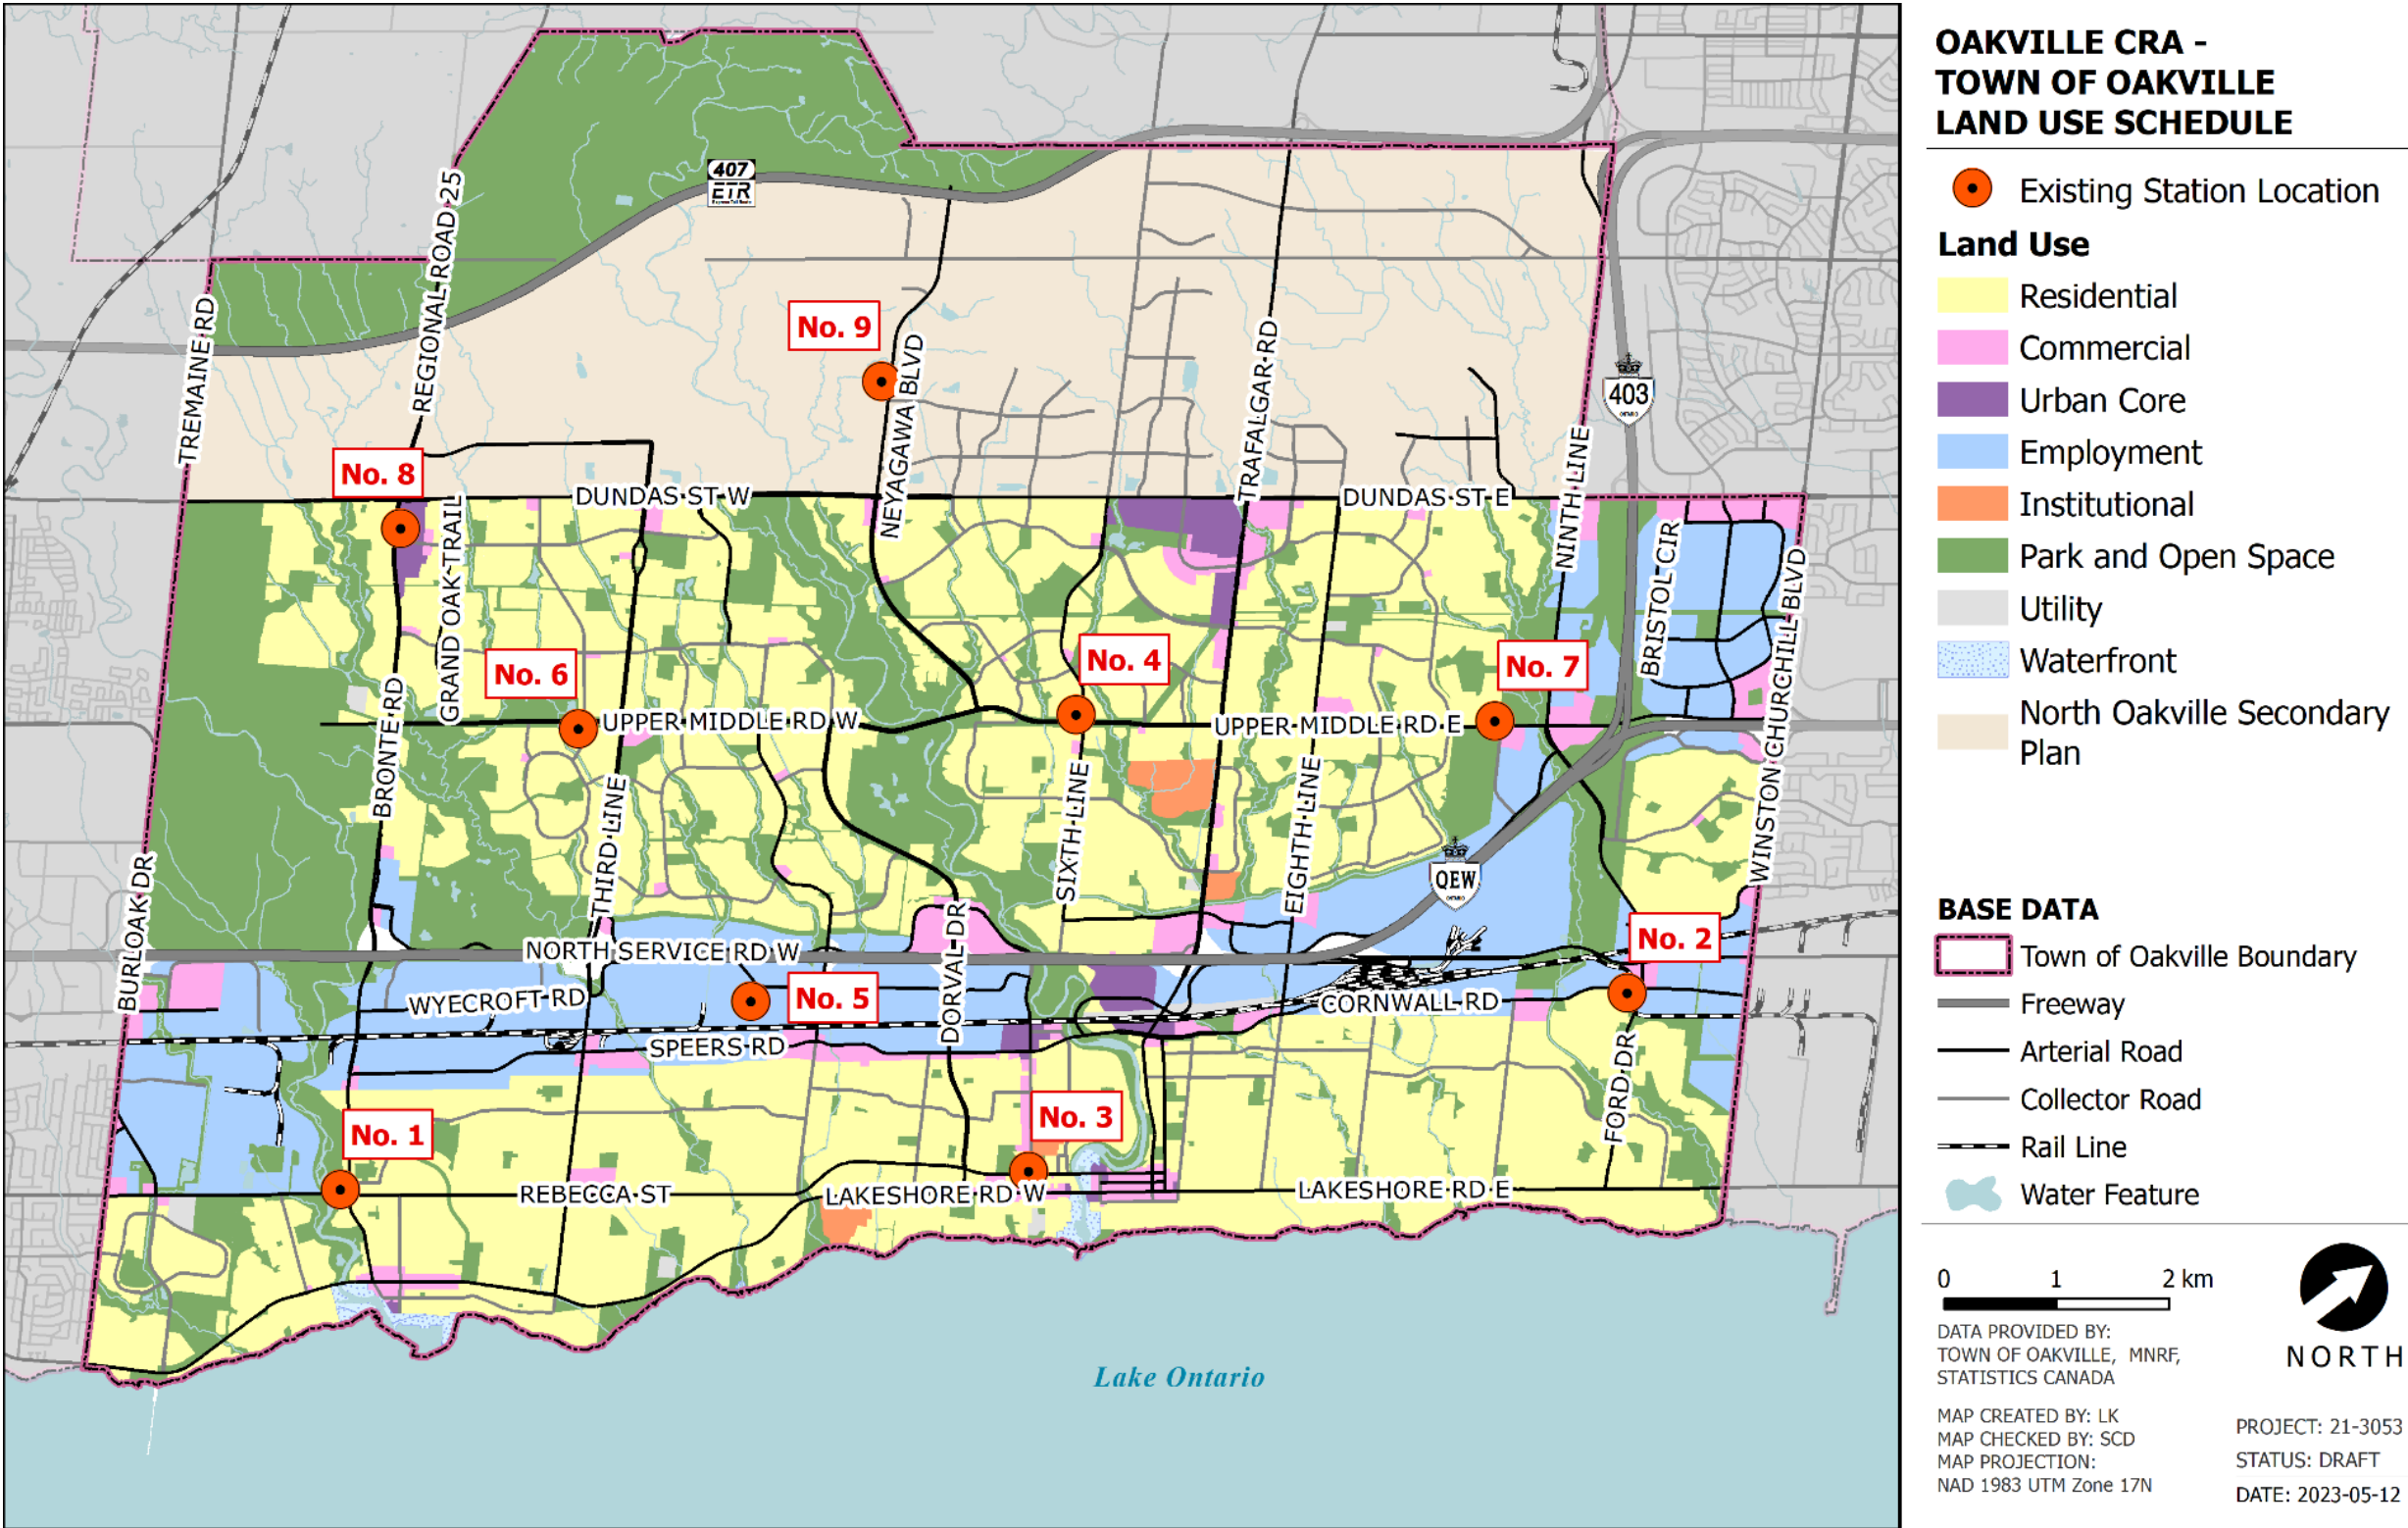 OAKVILLE CRA -
TOWN OF OAKVILLE
LAND USE SCHEDULE
Existing Station Location
Land Use
Residential
Commercial
Urban Core
Employment
Institutional
Park and Open Space
Utility
Waterfront
North Oakville Secondary
Plan
BASE DATA
Town of Oakville Boundary
Freeway
Arterial Road
Collector Road
Rail Line
Water Feature
0 1 2 km
NORTH
DATA PROVIDED BY:
TOWN OF OAKVILLE, MNRF,
STATISTICS CANADA
MAP CREATED BY: LK
MAP CHECKED BY: SCD
MAP PROJECTION:
NAD 1983 UTM Zone 17N
PROJECT: 21-3053
STATUS: DRAFT
DATE: 2023-05-12
407
ETR
Express Toll Route
REGIONAL ROAD 25
TREMAINE RD
No. 9
NEYAGAWA BLVD
TRAFALGAR RD
403
ONTARIO
NINTH LINE
No. 8
DUNDAS ST W
DUNDAS ST E
GRAND OAK TRAIL
BRISTOL CIR
WINSTON CHURCHILL BLVD
No. 6
No. 4
No. 7
BRONTE RD
UPPER MIDDLE RD W
UPPER MIDDLE RD E
THIRD LINE
SIXTH LINE
EIGHTH LINE
QEW
ONTARIO
BURLOAK DR
NORTH SERVICE RD W
DORVAL DR
No. 2
WYECROFT RD
No. 5
CORNWALL RD
SPEERS RD
FORD DR
No. 1
No. 3
REBECCA ST
LAKESHORE RD W
LAKESHORE RD E
Lake Ontario